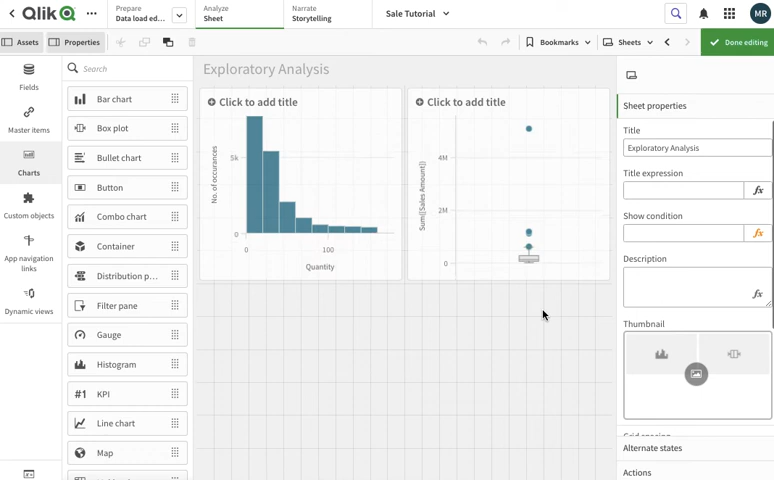 Qlik
Prepare
Data load ed...
Analyze
Sheet
Narrate
Storytelling
Sale Tutorial
MR
Assets
Properties
Bookmarks
Sheets
Done editing
Fields
Master items
Charts
Custom objects
App navigation
links
Dynamic views
Search
Bar chart
Box plot
Bullet chart
Button
Combo chart
Container
Distribution p...
Filter pane
Gauge
Histogram
#1 KPI
Line chart
Map
Exploratory Analysis
Click to add title
No. of occurances
5k
0
0
100
Quantity
Click to add title
Sum([Sales Amount])
4M
2M
0
Sheet properties
Title
Exploratory Analysis
Title expression
fx
Show condition
fx
Description
fx
Thumbnail
Grid spacing
Alternate states
Actions